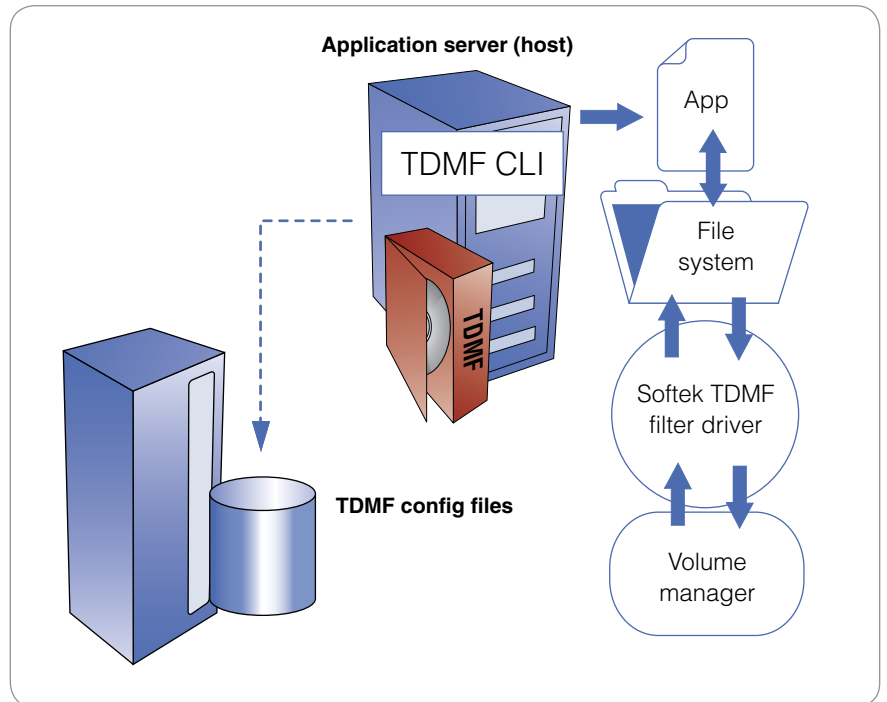 Application server (host)
App
TDMF CLI
File
system
TDMF
Softek TDMF
filter driver
TDMF config files
Volume
manager